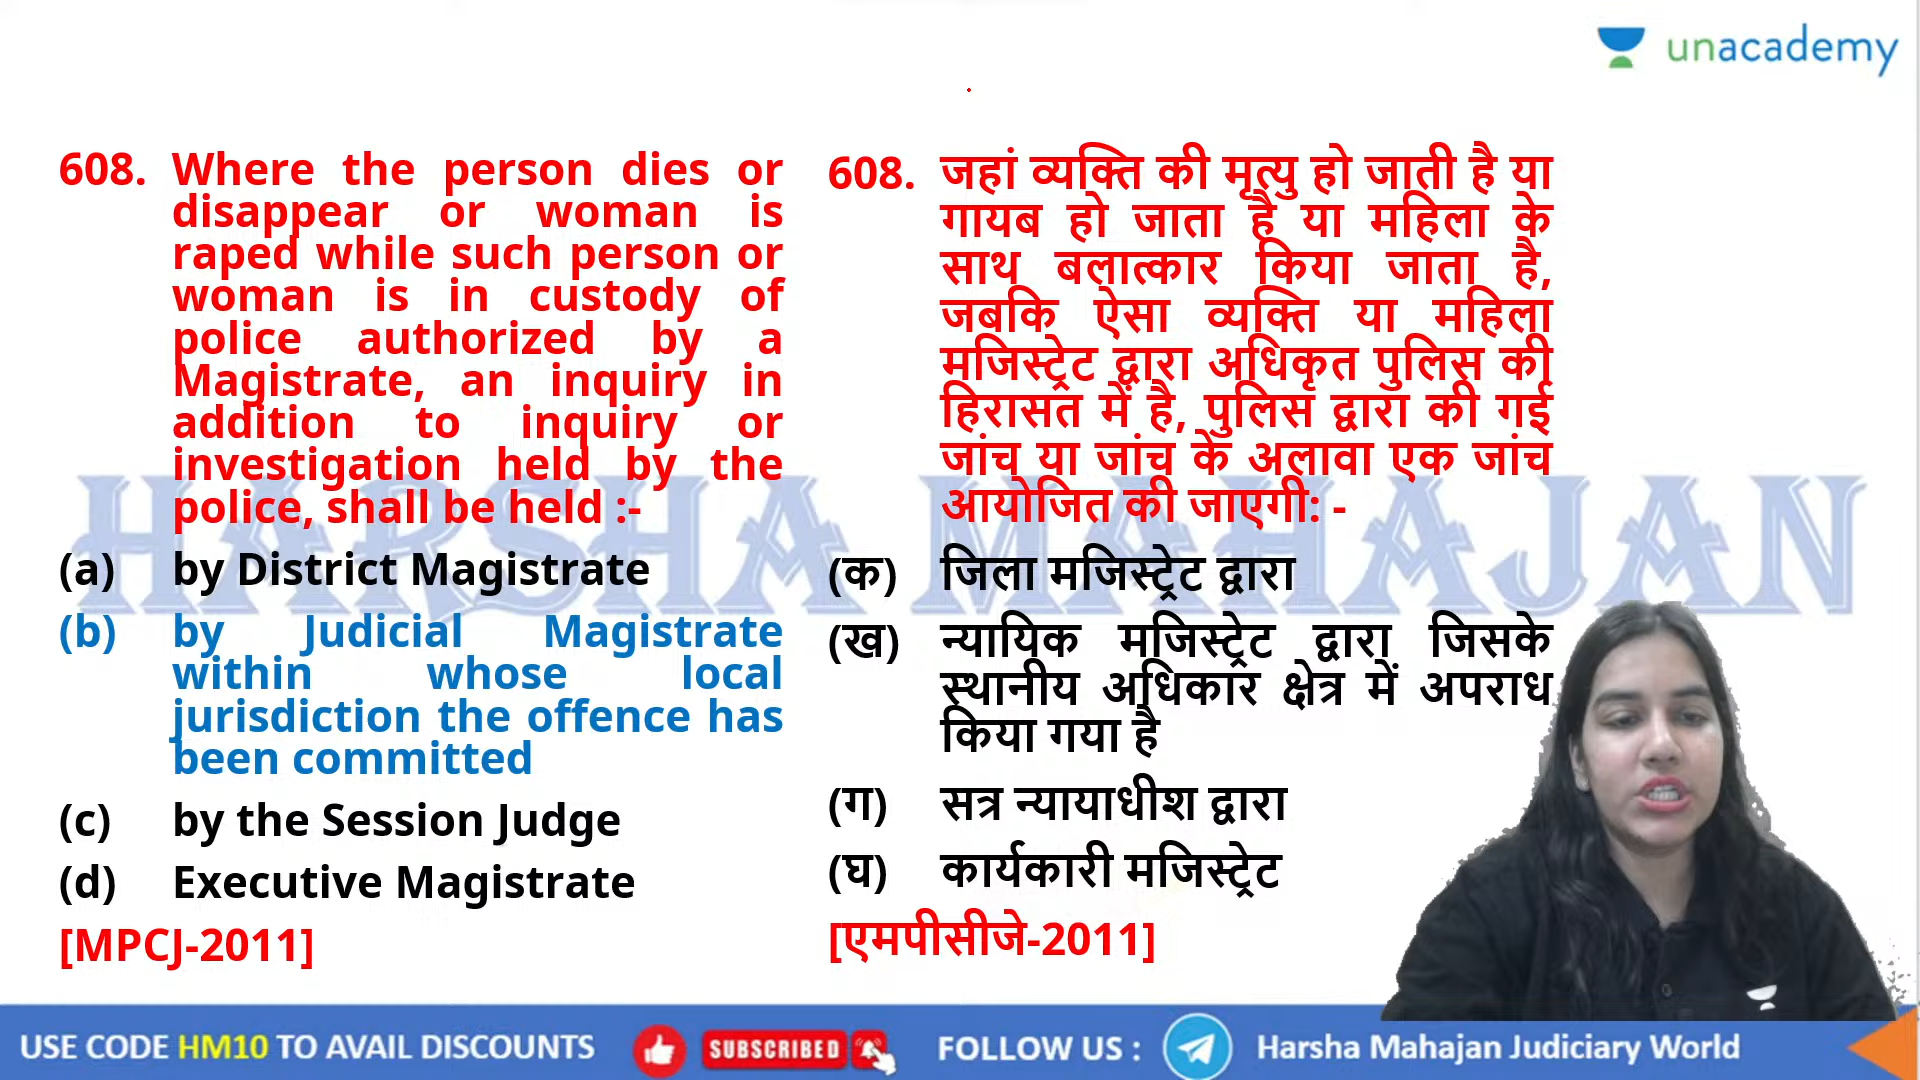 unacademy
608. Where the person dies or
disappear or woman is
raped while such person or
woman is in custody of
police authorized by a
Magistrate, an inquiry in
addition to inquiry or
investigation held by the
police, shall be held :-
(a) by District Magistrate
(b) by Judicial Magistrate
within whose local
jurisdiction the offence has
been committed
(c) by the Session Judge
(d) Executive Magistrate
[MPCJ-2011]
608. जहां व्यक्ति की मृत्यु हो जाती है या
गायब हो जाता है या महिला के
साथ बलात्कार किया जाता है,
जबकि ऐसा व्यक्ति या महिला
मजिस्ट्रेट द्वारा अधिकृत पुलिस की
हिरासत में है, पुलिस द्वारा की गई
जांच या जांच के अलावा एक जांच
आयोजित की जाएगी: -
(क) जिला मजिस्ट्रेट द्वारा
(ख) न्यायिक मजिस्ट्रेट द्वारा जिसके
स्थानीय अधिकार क्षेत्र में अपराध
किया गया है
(ग) सत्र न्यायाधीश द्वारा
(घ) कार्यकारी मजिस्ट्रेट
[एमपीसीजे-2011]
HARSHA MAHAJAN
USE CODE HM10 TO AVAIL DISCOUNTS
SUBSCRIBED
FOLLOW US :
Harsha Mahajan Judiciary World